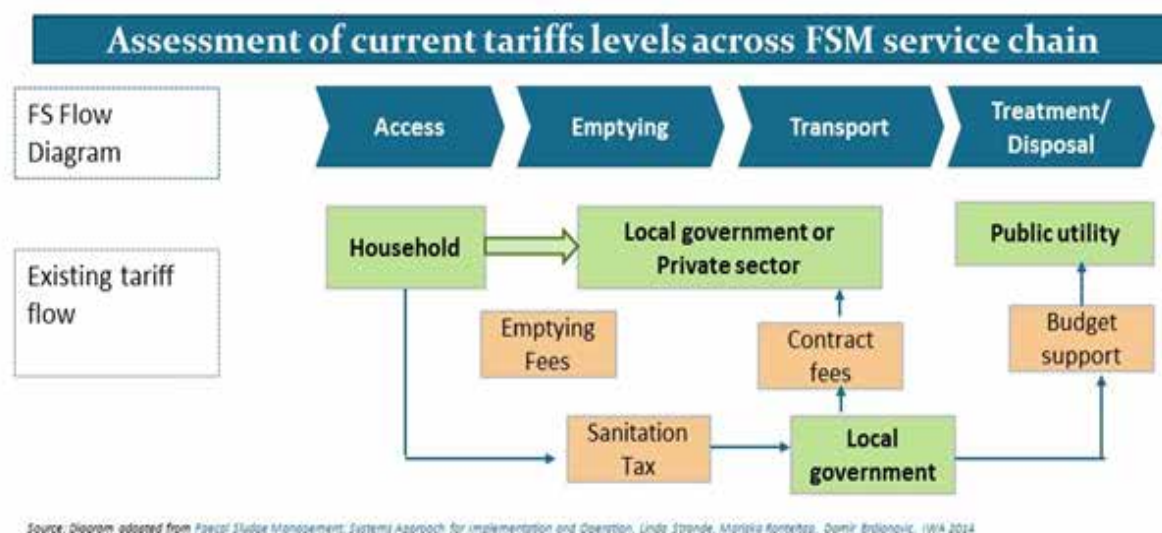 Assessment of current tariffs levels across FSM service chain
FS Flow
Diagram
Access
Emptying
Transport
Treatment/
Disposal
Existing tariff
flow
Household
Local government or
Private sector
Public utility
Emptying
Fees
Contract
fees
Budget
support
Sanitation
Tax
Local
government
Source: Diagram adapted from Faecal Sludge Management: Systems Approach for Implementation and Operation. Linda Strande, Mariska Ronteltap, Damir Brdjanovic. IWA 2014